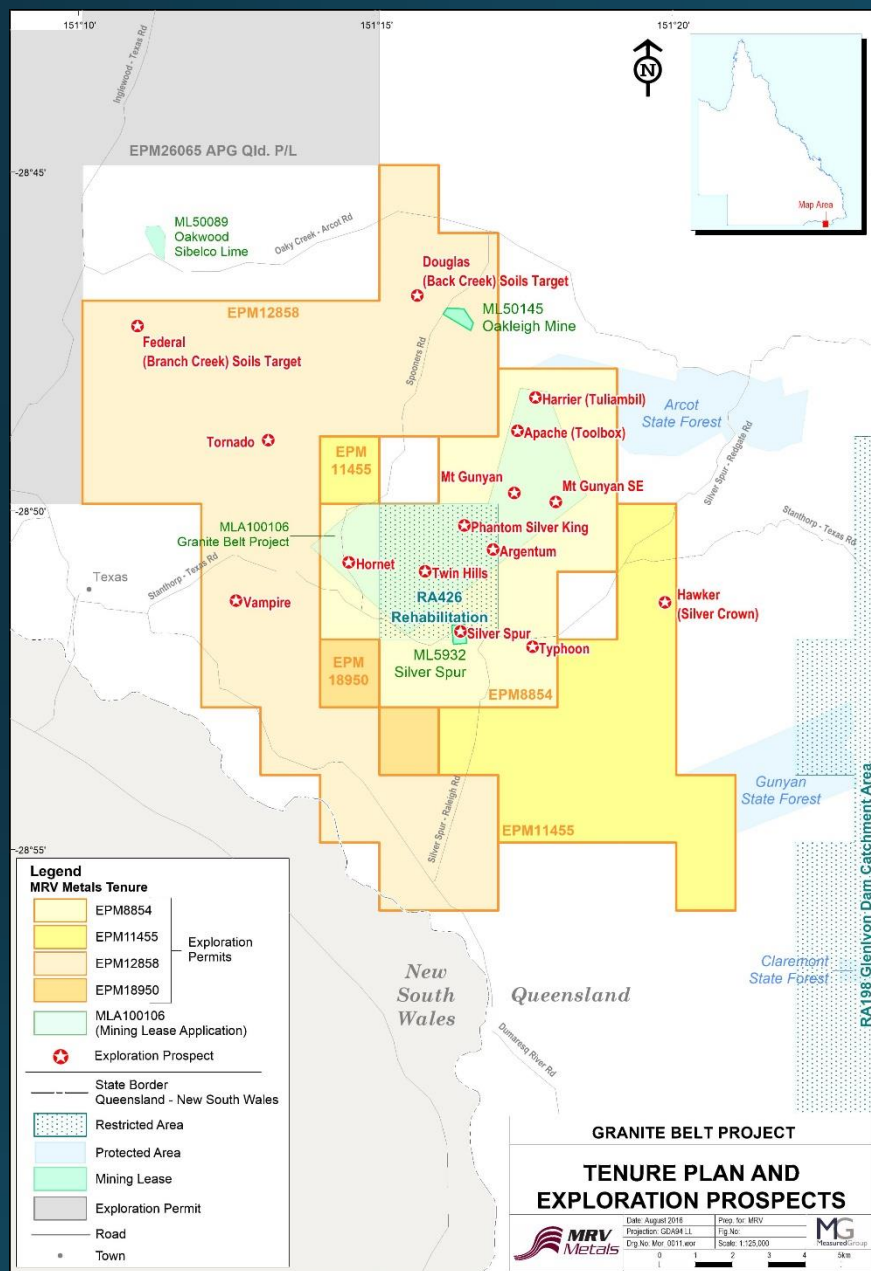 151°10'
151°15'
151°20'
Inglewood - Texas Rd
N
EPM26065 APG Qld. P/L
-28°45'
Map Area
ML50089
Oakwood
Sibelco Lime
Oaky Creek - Arcot Rd
Douglas
(Back Creek) Soils Target
EPM12858
ML50145
Oakleigh Mine
Federal
(Branch Creek) Soils Target
Spooners Rd
Harrier (Tuliambil)
Arcot
State Forest
Apache (Toolbox)
Tornado
EPM
11455
Silver Spur - Redgate Rd
Mt Gunyan
Mt Gunyan SE
-28°50'
MLA100106
Granite Belt Project
Phantom Silver King
Stanthorp - Texas Rd
Argentum
Stanthorp - Texas Rd
Hornet
Twin Hills
Texas
RA426
Rehabilitation
Vampire
Hawker
(Silver Crown)
Silver Spur
ML5932
Silver Spur
Typhoon
EPM
18950
EPM8854
Gunyan
State Forest
Silver Spur - Raleigh Rd
EPM11455
-28°55'
RA198 Glenlyon Dam Catchment Area
Claremont
State Forest
New
South
Wales
Queensland
Dumaresq River Rd
Legend
MRV Metals Tenure
EPM8854
EPM11455
EPM12858
EPM18950
Exploration
Permits
MLA100106
(Mining Lease Application)
Exploration Prospect
State Border
Queensland - New South Wales
Restricted Area
Protected Area
Mining Lease
Exploration Permit
Road
Town
GRANITE BELT PROJECT
TENURE PLAN AND
EXPLORATION PROSPECTS
MRV
Metals
Date: August 2016
Prep. for: MRV
Projection: GDA94 LL
Fig.No:
Drg.No: Mor_0011.wor
Scale: 1:125,000
MG
MeasuredGroup
0 1 2 3 4 5km